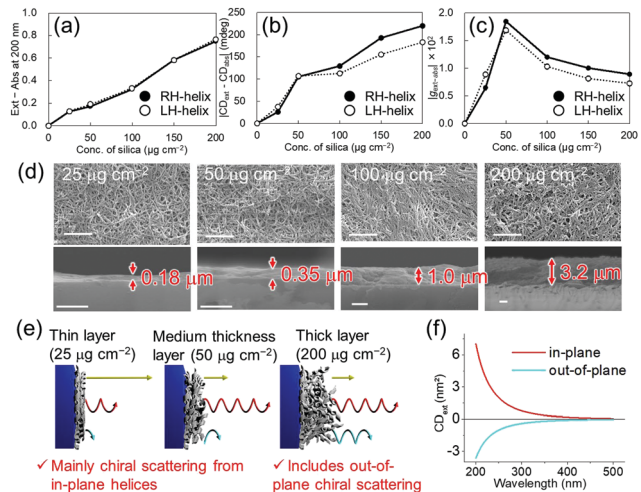 (a)
Ext− Abs at 200 nm
1.0
0.8
0.6
0.4
0.2
0.0
0 50 100 150 200
Conc. of silica (μg cm−2)
RH-helix
LH-helix
(b)
|CDext - CDabs| (mdeg)
250
200
150
100
50
0
0 50 100 150 200
Conc. of silica (μg cm−2)
RH-helix
LH-helix
(c)
|gext−abs| × 10²
2.0
1.5
1.0
0.5
0.0
0 50 100 150 200
Conc. of silica (μg cm−2)
RH-helix
LH-helix
(d)
25 μg cm−2
50 μg cm−2
100 μg cm−2
200 μg cm−2
0.18 μm
0.35 μm
1.0 μm
3.2 μm
(e)
Thin layer
(25 μg cm−2)
Medium thickness
layer (50 μg cm−2)
Thick layer
(200 μg cm−2)
✓ Mainly chiral scattering from
in-plane helices
✓ Includes out-of-
plane chiral scattering
(f)
CDext (nm²)
6
3
0
-3
in-plane
out-of-plane
200 300 400 500
Wavelength (nm)